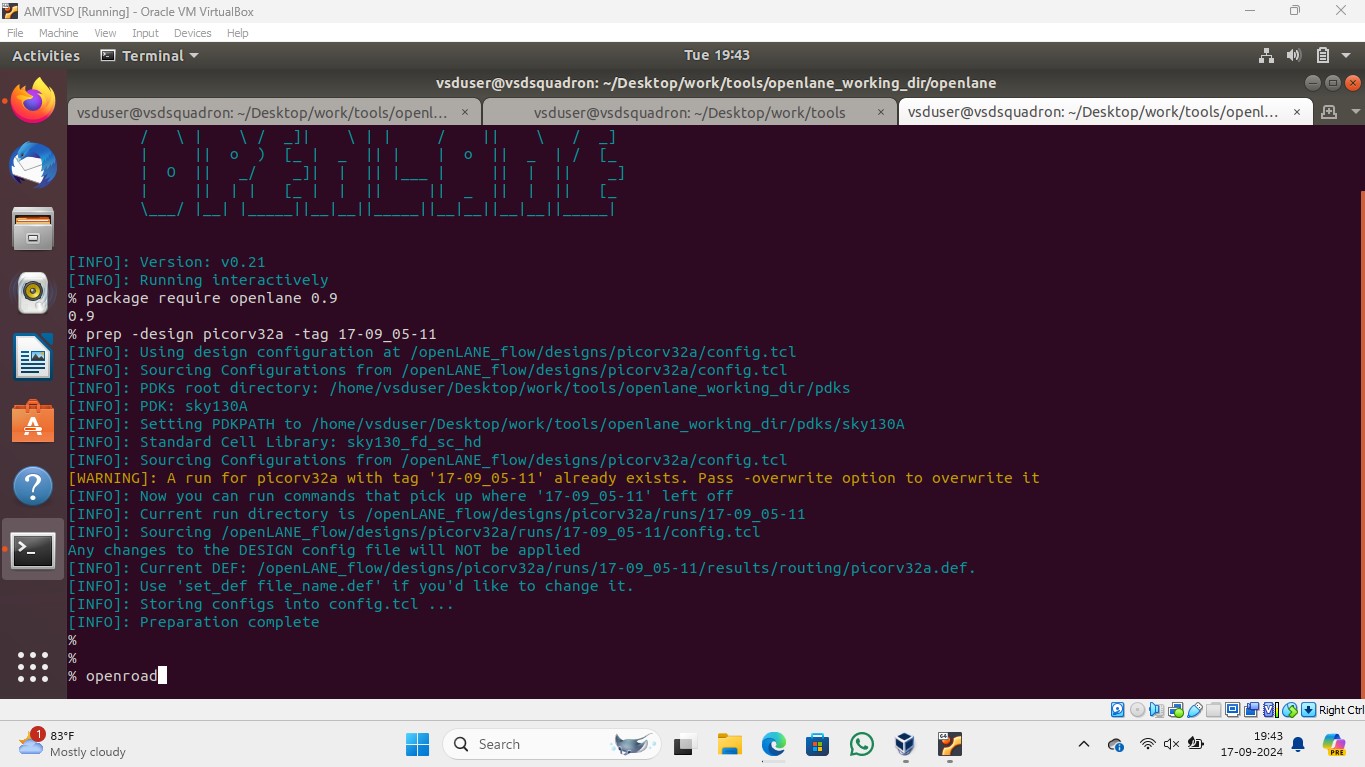 AMITVSD [Running] - Oracle VM VirtualBox
File Machine View Input Devices Help
Activities Terminal Tue 19:43
vsduser@vsdsquadron: ~/Desktop/work/tools/openlane_working_dir/openlane
vsduser@vsdsquadron: ~/Desktop/work/tools/openl... × vsduser@vsdsquadron: ~/Desktop/work/tools × vsduser@vsdsquadron: ~/Desktop/work/tools/openl... ×
[INFO]: Version: v0.21
[INFO]: Running interactively
% package require openlane 0.9
0.9
% prep -design picorv32a -tag 17-09_05-11
[INFO]: Using design configuration at /openLANE_flow/designs/picorv32a/config.tcl
[INFO]: Sourcing Configurations from /openLANE_flow/designs/picorv32a/config.tcl
[INFO]: PDKs root directory: /home/vsduser/Desktop/work/tools/openlane_working_dir/pdks
[INFO]: PDK: sky130A
[INFO]: Setting PDKPATH to /home/vsduser/Desktop/work/tools/openlane_working_dir/pdks/sky130A
[INFO]: Standard Cell Library: sky130_fd_sc_hd
[INFO]: Sourcing Configurations from /openLANE_flow/designs/picorv32a/config.tcl
[WARNING]: A run for picorv32a with tag '17-09_05-11' already exists. Pass -overwrite option to overwrite it
[INFO]: Now you can run commands that pick up where '17-09_05-11' left off
[INFO]: Current run directory is /openLANE_flow/designs/picorv32a/runs/17-09_05-11
[INFO]: Sourcing /openLANE_flow/designs/picorv32a/runs/17-09_05-11/config.tcl
Any changes to the DESIGN config file will NOT be applied
[INFO]: Current DEF: /openLANE_flow/designs/picorv32a/runs/17-09_05-11/results/routing/picorv32a.def.
[INFO]: Use 'set_def file_name.def' if you'd like to change it.
[INFO]: Storing configs into config.tcl ...
[INFO]: Preparation complete
%
%
% openroad
Right Ctrl
1 83°F
Mostly cloudy
Search
19:43
17-09-2024
PRE